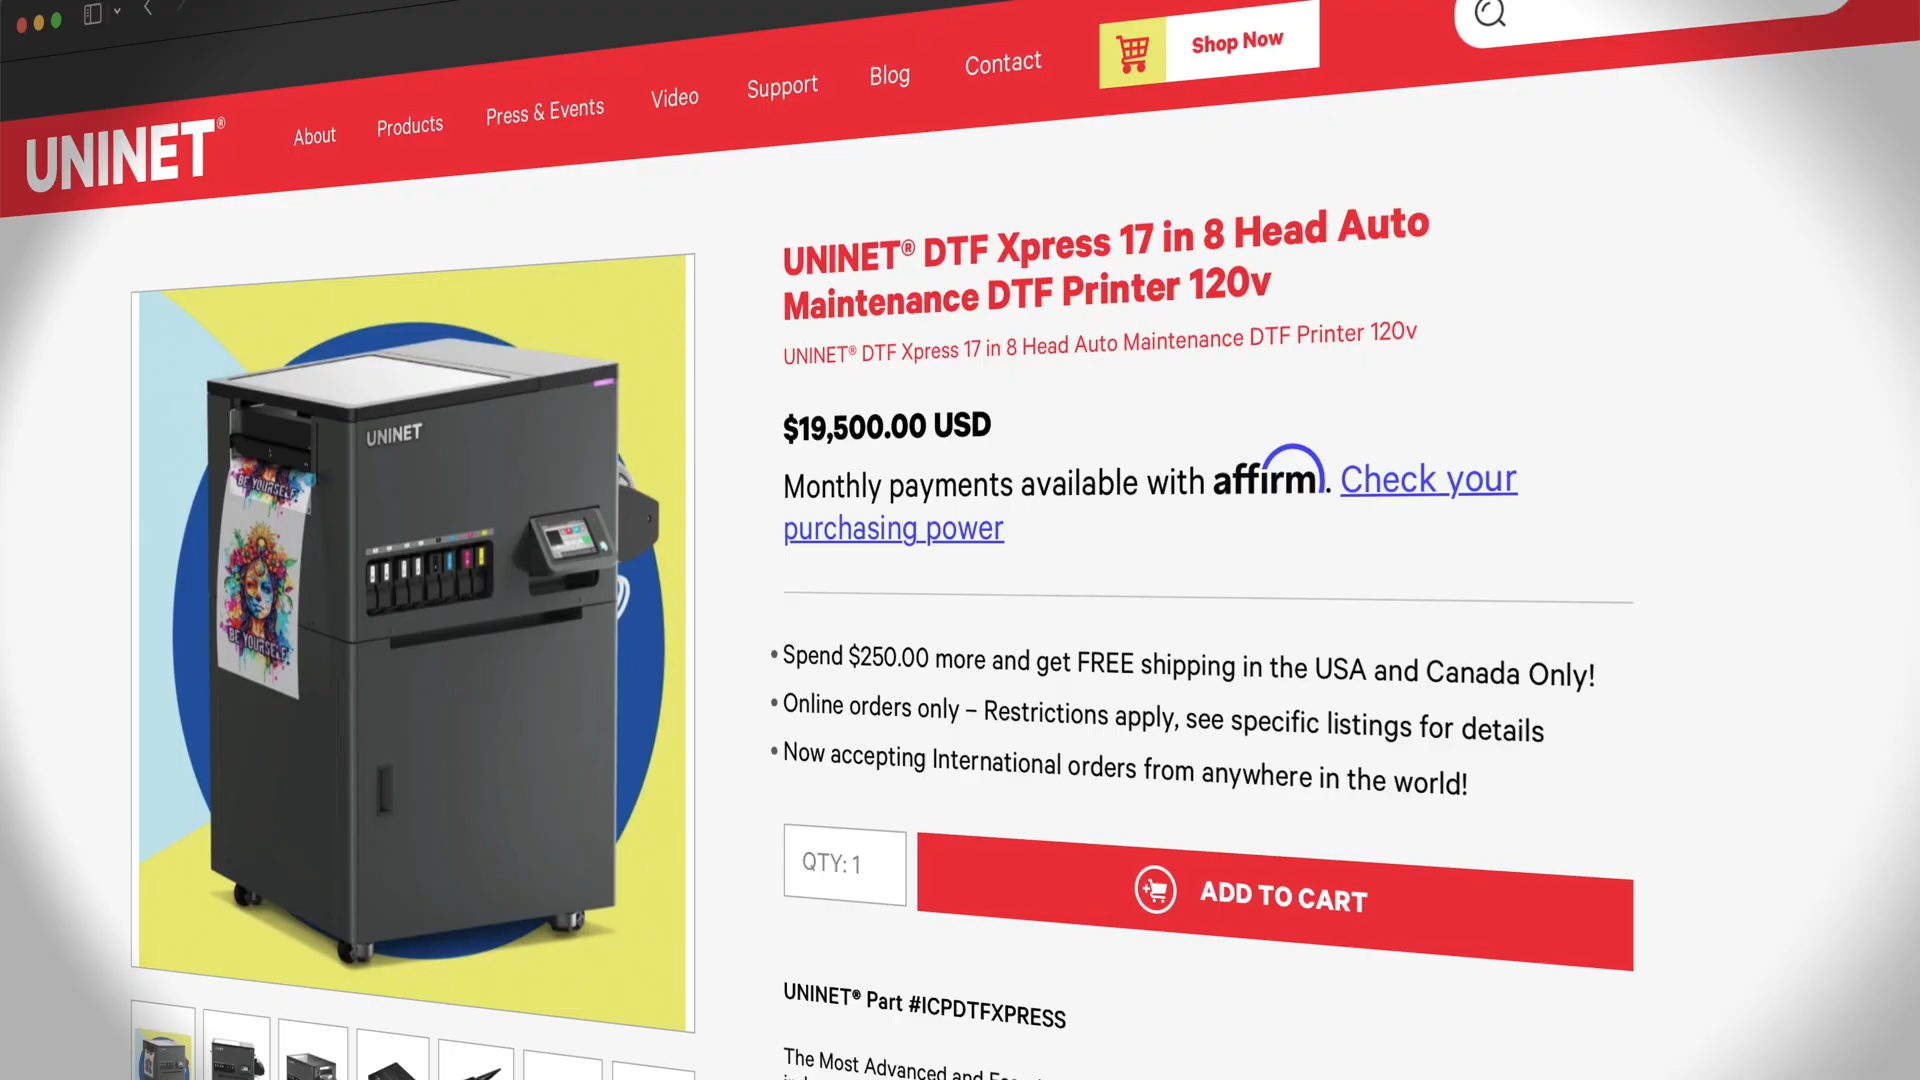 UNINET®
About
Products
Press & Events
Video
Support
Blog
Contact
Shop Now
UNINET® DTF Xpress 17 in 8 Head Auto
Maintenance DTF Printer 120v
UNINET® DTF Xpress 17 in 8 Head Auto Maintenance DTF Printer 120v
$19,500.00 USD
Monthly payments available with affirm. Check your
purchasing power
• Spend $250.00 more and get FREE shipping in the USA and Canada Only!
• Online orders only – Restrictions apply, see specific listings for details
• Now accepting International orders from anywhere in the world!
QTY: 1
ADD TO CART
UNINET® Part #ICPDTFXPRESS
The Most Advanced and
UNINET
BE YOURSELF
BE YOURSELF